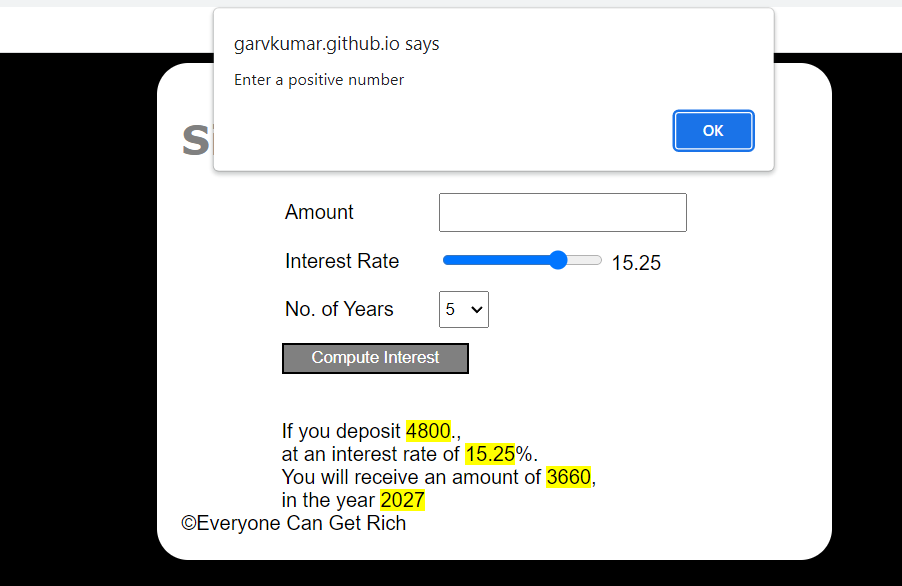 garvkumar.github.io says
Enter a positive number
OK
Amount
Interest Rate 15.25
No. of Years 5
Compute Interest
If you deposit 4800.,
at an interest rate of 15.25%.
You will receive an amount of 3660,
in the year 2027
©Everyone Can Get Rich